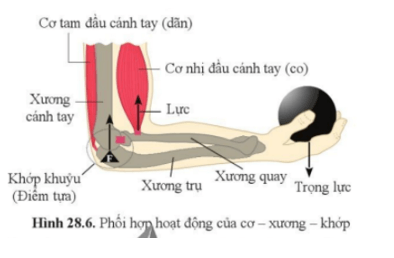 Cơ tam đầu cánh tay (dãn)
Cơ nhị đầu cánh tay (co)
Xương
cánh tay
Lực
F
Khớp khuỷu
(Điểm tựa)
Xương trụ
Xương quay
Trọng lực
Hình 28.6. Phối hợp hoạt động của cơ – xương – khớp